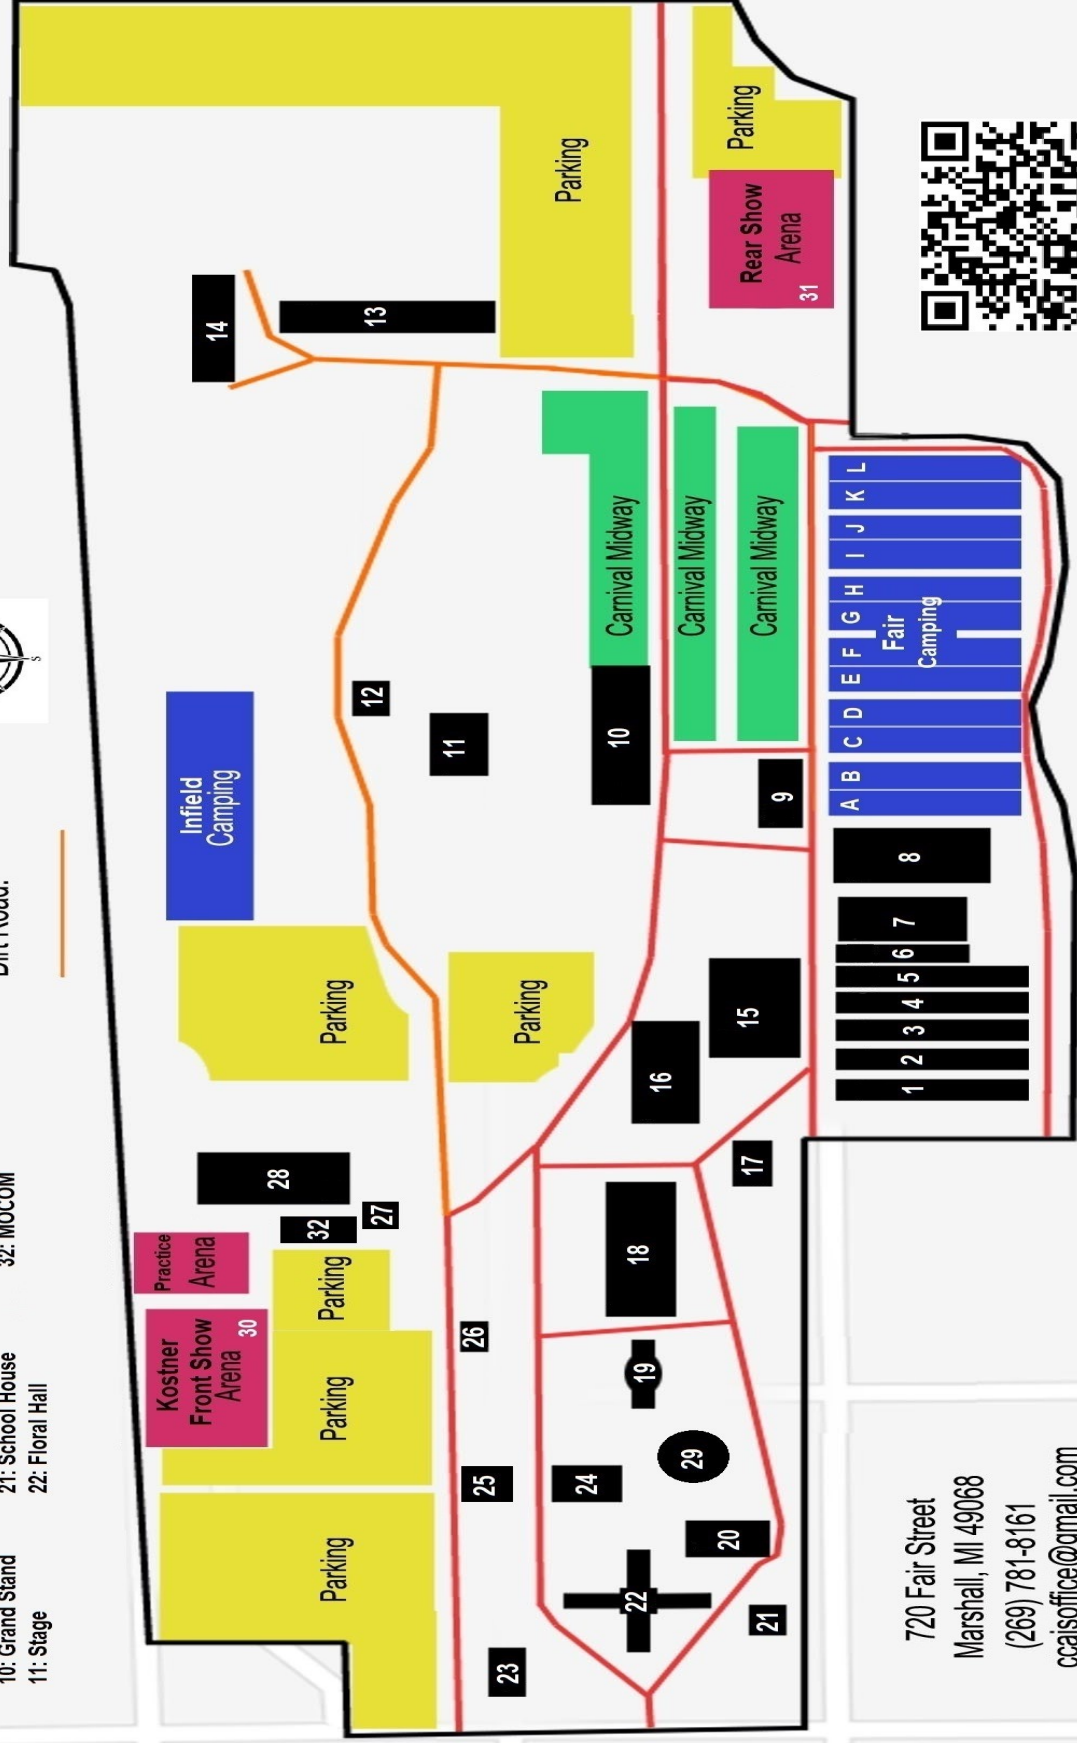 10: Grand Stand
11: Stage
21: School House
22: Floral Hall
32: MOCOM
Dirt Road:
S
Kostner
Front Show
Arena
30
Practice
Arena
28
32
27
Infield
Camping
14
13
Parking
Parking
Parking
Parking
12
11
Parking
Parking
23
25
26
24
22
20
29
19
21
18
17
16
15
10
9
Carnival Midway
Carnival Midway
Carnival Midway
Rear Show
Arena
31
Parking
1
2
3
4
5
6
7
8
A
B
C
D
E
F
G
H
I
J
K
L
Fair
Camping
720 Fair Street
Marshall, MI 49068
(269) 781-8161
ccaisoffice@gmail.com